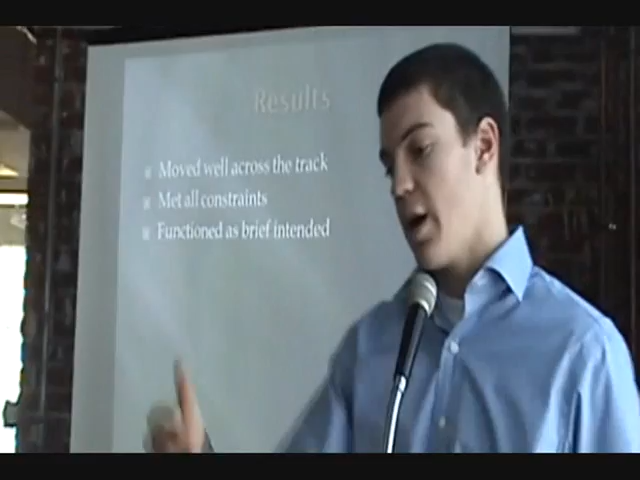 Results
Moved well across the track
Met all constraints
Functioned as brief intended